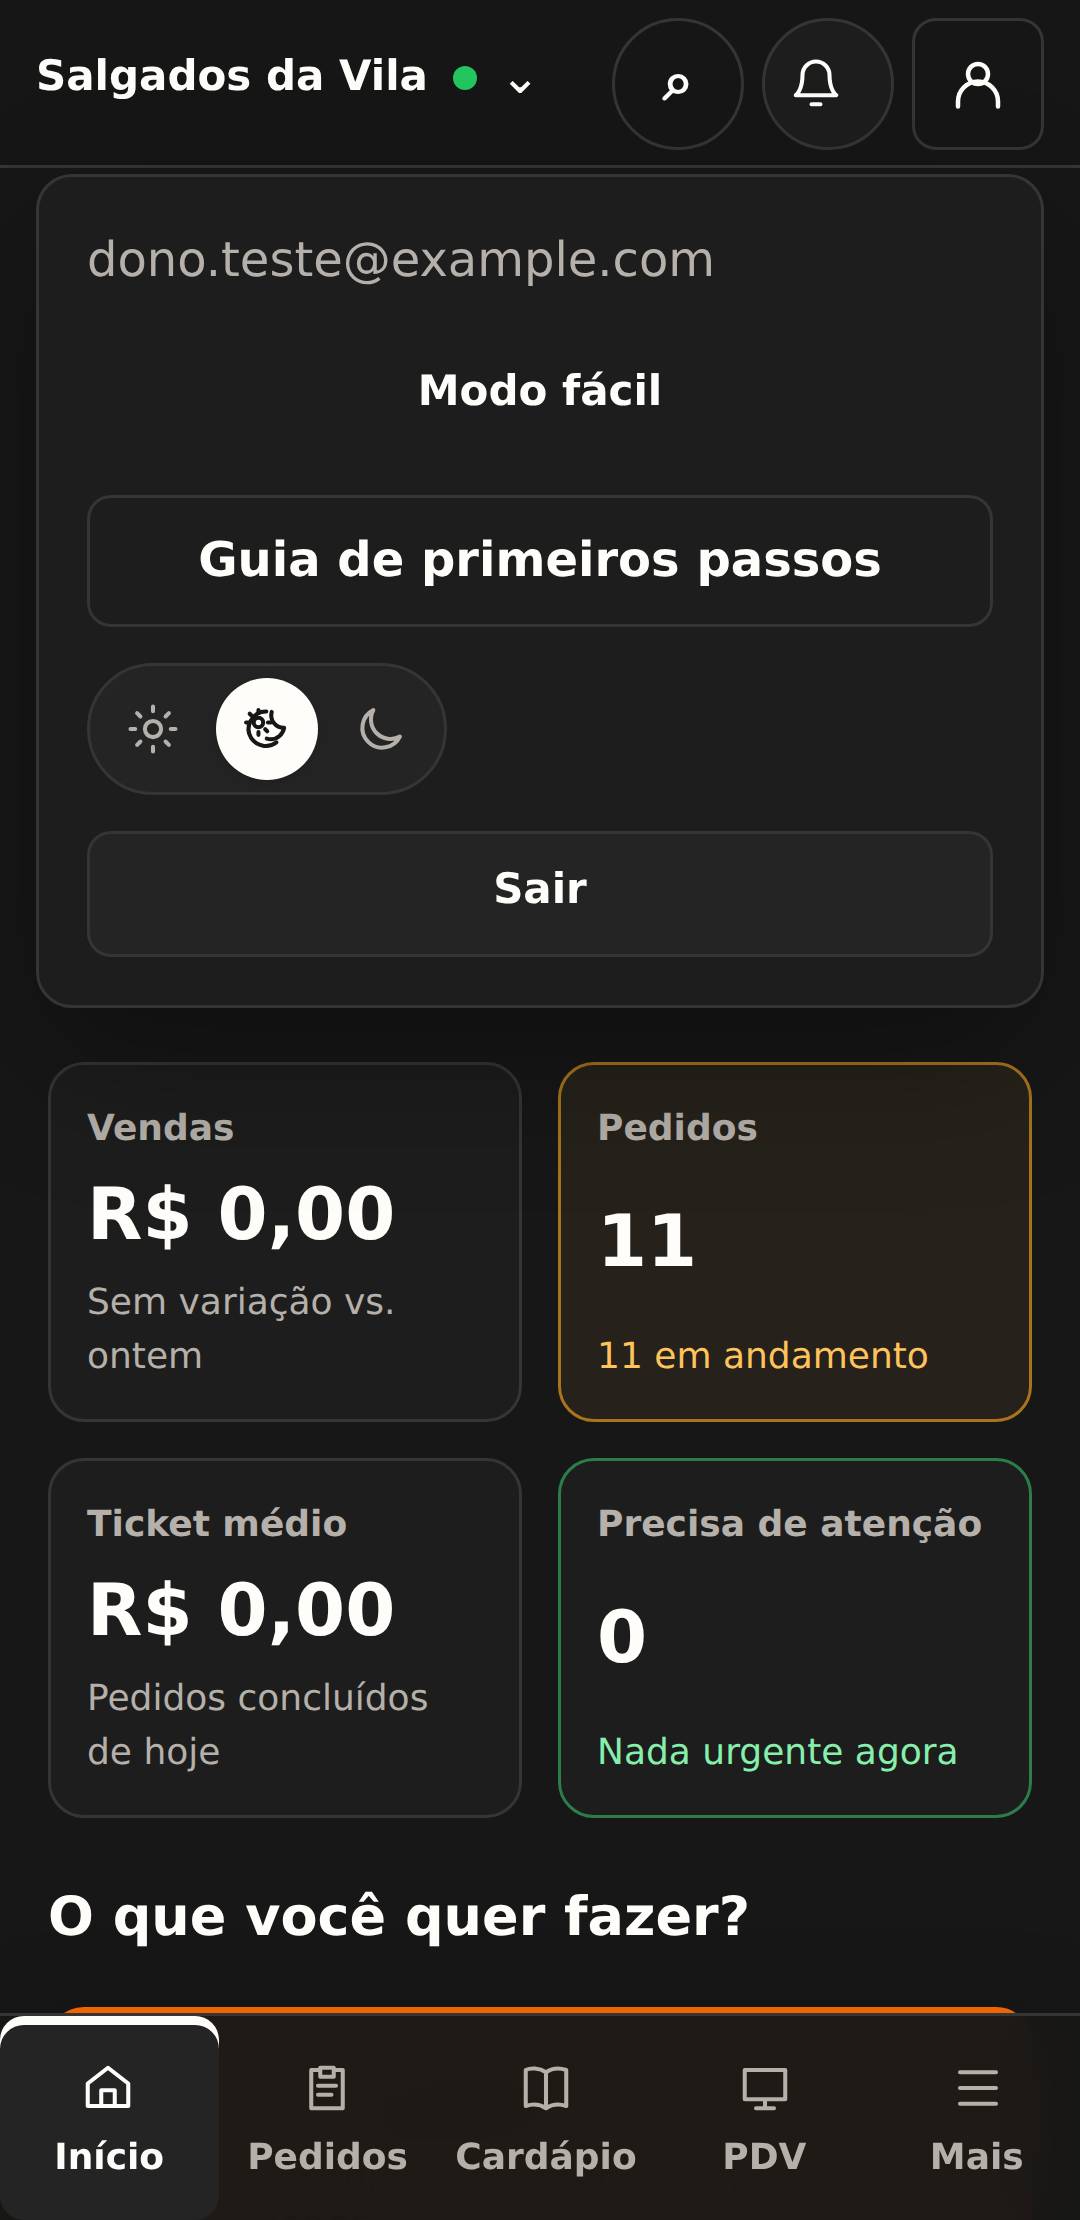 Salgados da Vila
dono.teste@example.com
Modo fácil
Guia de primeiros passos
Sair
Vendas
R$ 0,00
Sem variação vs.
ontem
Pedidos
11
11 em andamento
Ticket médio
R$ 0,00
Pedidos concluídos
de hoje
Precisa de atenção
0
Nada urgente agora
O que você quer fazer?
Início
Pedidos
Cardápio
PDV
Mais